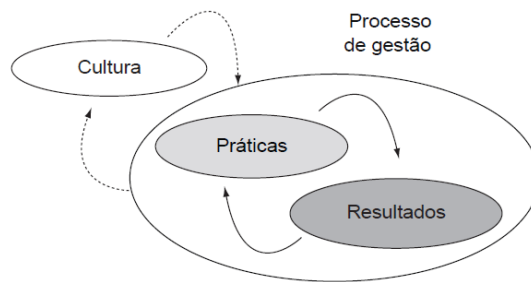 Processo
de gestão
Cultura
Práticas
Resultados